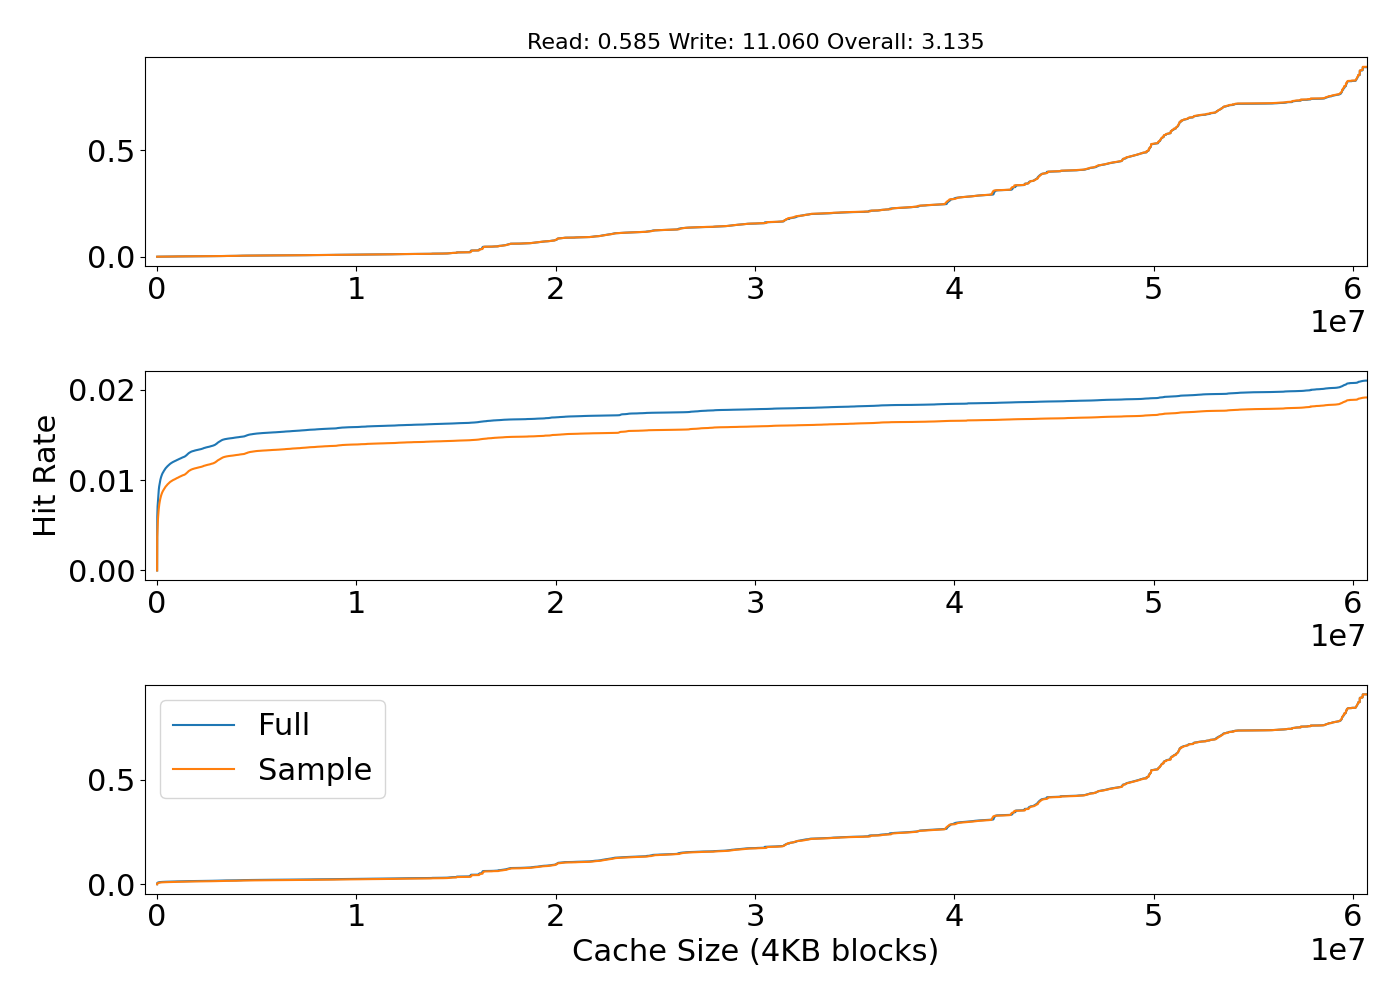 Read: 0.585 Write: 11.060 Overall: 3.135
0.5
0.0
0 1 2 3 4 5 6
1e7
0.02
0.01
0.00
Hit Rate
0 1 2 3 4 5 6
1e7
Full
Sample
0.5
0.0
0 1 2 3 4 5 6
1e7
Cache Size (4KB blocks)